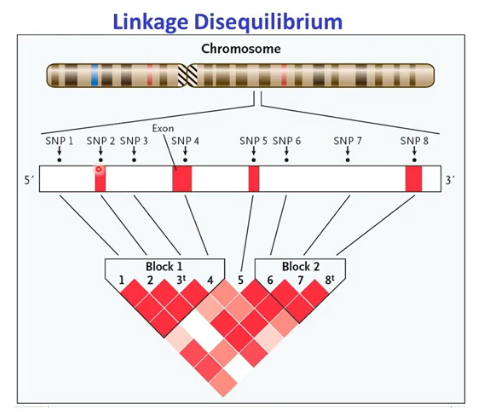 Linkage Disequilibrium
Chromosome
Exon
SNP 1 SNP 2 SNP 3 SNP 4 SNP 5 SNP 6 SNP 7 SNP 8
5′ 3′
Block 1 Block 2
1 2 3t 4 5 6 7 8t